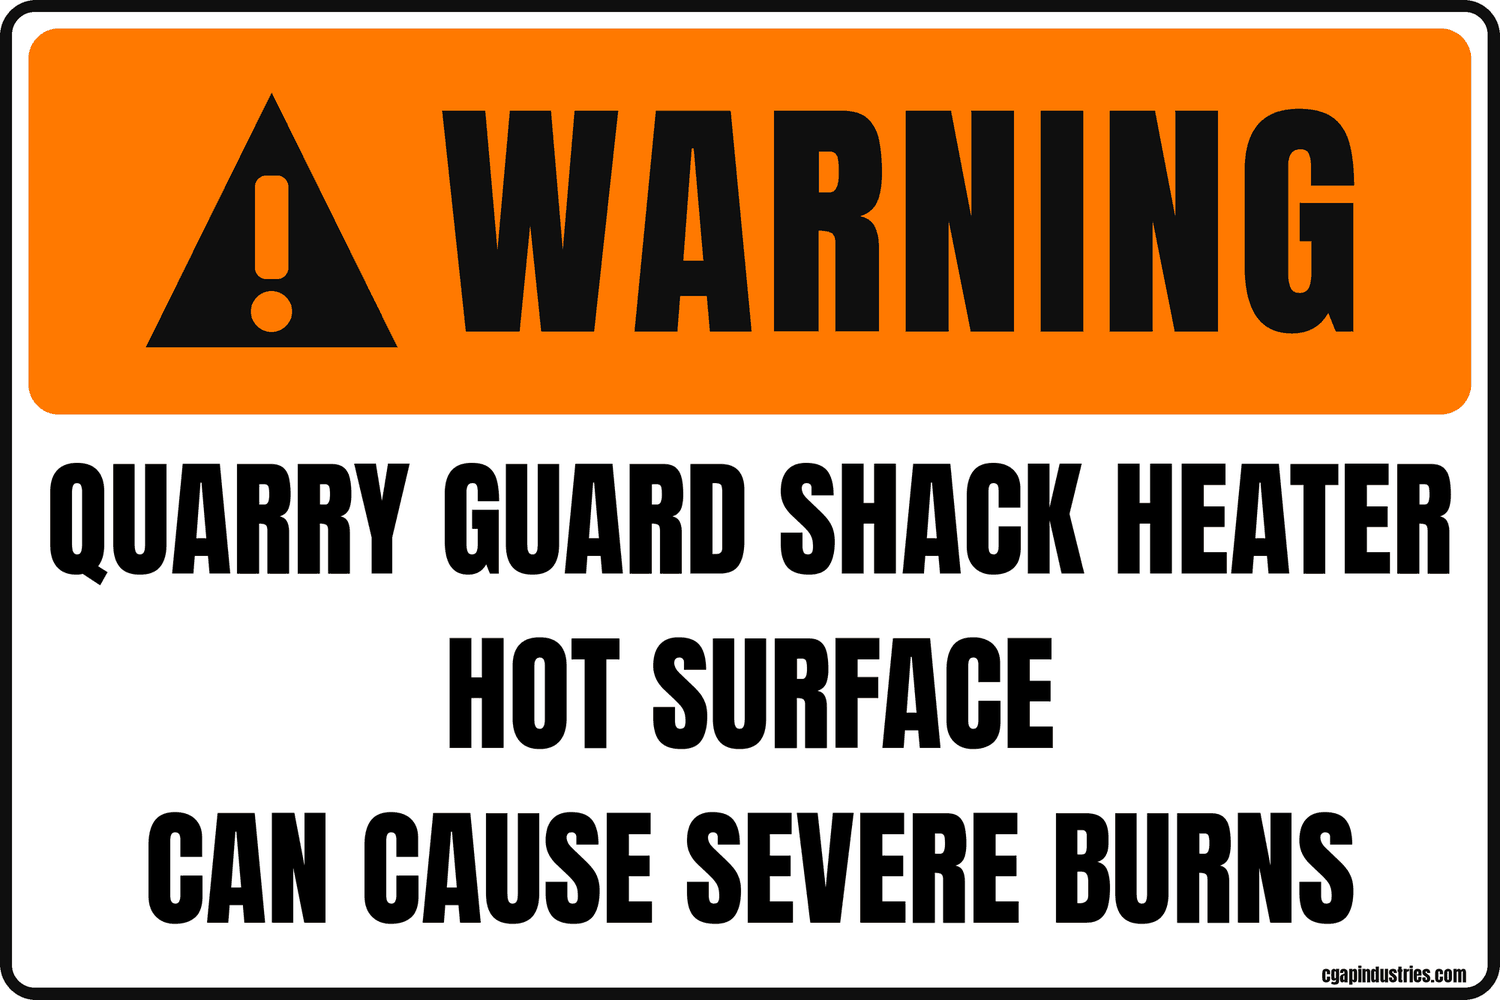 WARNING
QUARRY GUARD SHACK HEATER
HOT SURFACE
CAN CAUSE SEVERE BURNS
cgapindustries.com